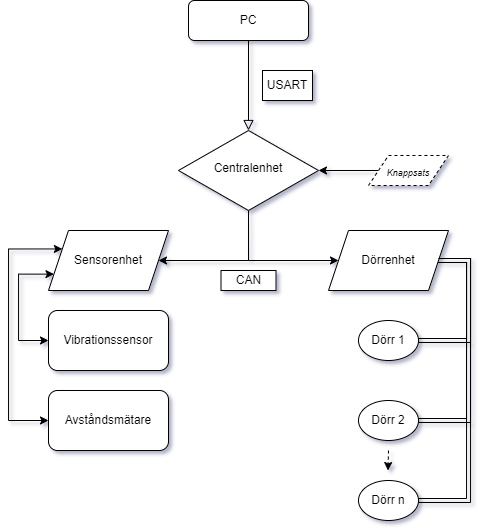 PC
USART
Centralenhet
Knappsats
Sensorenhet
CAN
Dörrenhet
Vibrationssensor
Dörr 1
Avståndsmätare
Dörr 2
Dörr n